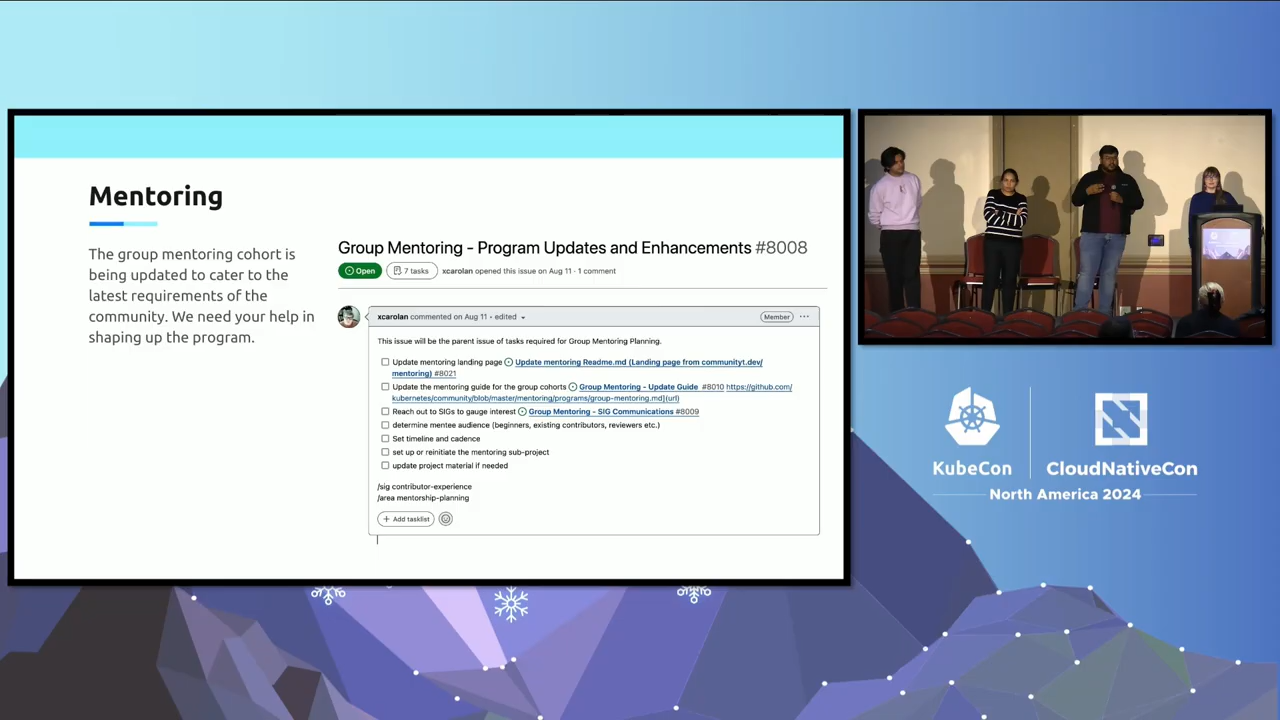 Mentoring
The group mentoring cohort is
being updated to cater to the
latest requirements of the
community. We need your help in
shaping up the program.
Group Mentoring - Program Updates and Enhancements #8008
Open
7 tasks
xcarolan opened this issue on Aug 11 · 1 comment
xcarolan commented on Aug 11 · edited
Member
This issue will be the parent issue of tasks required for Group Mentoring Planning.
Update mentoring landing page Update mentoring Readme.md (Landing page from communityt.dev/
mentoring) #8021
Update the mentoring guide for the group cohorts Group Mentoring - Update Guide #8010 https://github.com/
kubernetes/community/blob/master/mentoring/programs/group-mentoring.md](url)
Reach out to SIGs to gauge interest Group Mentoring - SIG Communications #8009
determine mentee audience (beginners, existing contributors, reviewers etc.)
Set timeline and cadence
set up or reinitiate the mentoring sub-project
update project material if needed
/sig contributor-experience
/area mentorship-planning
+ Add tasklist
KubeCon
CloudNativeCon
North America 2024